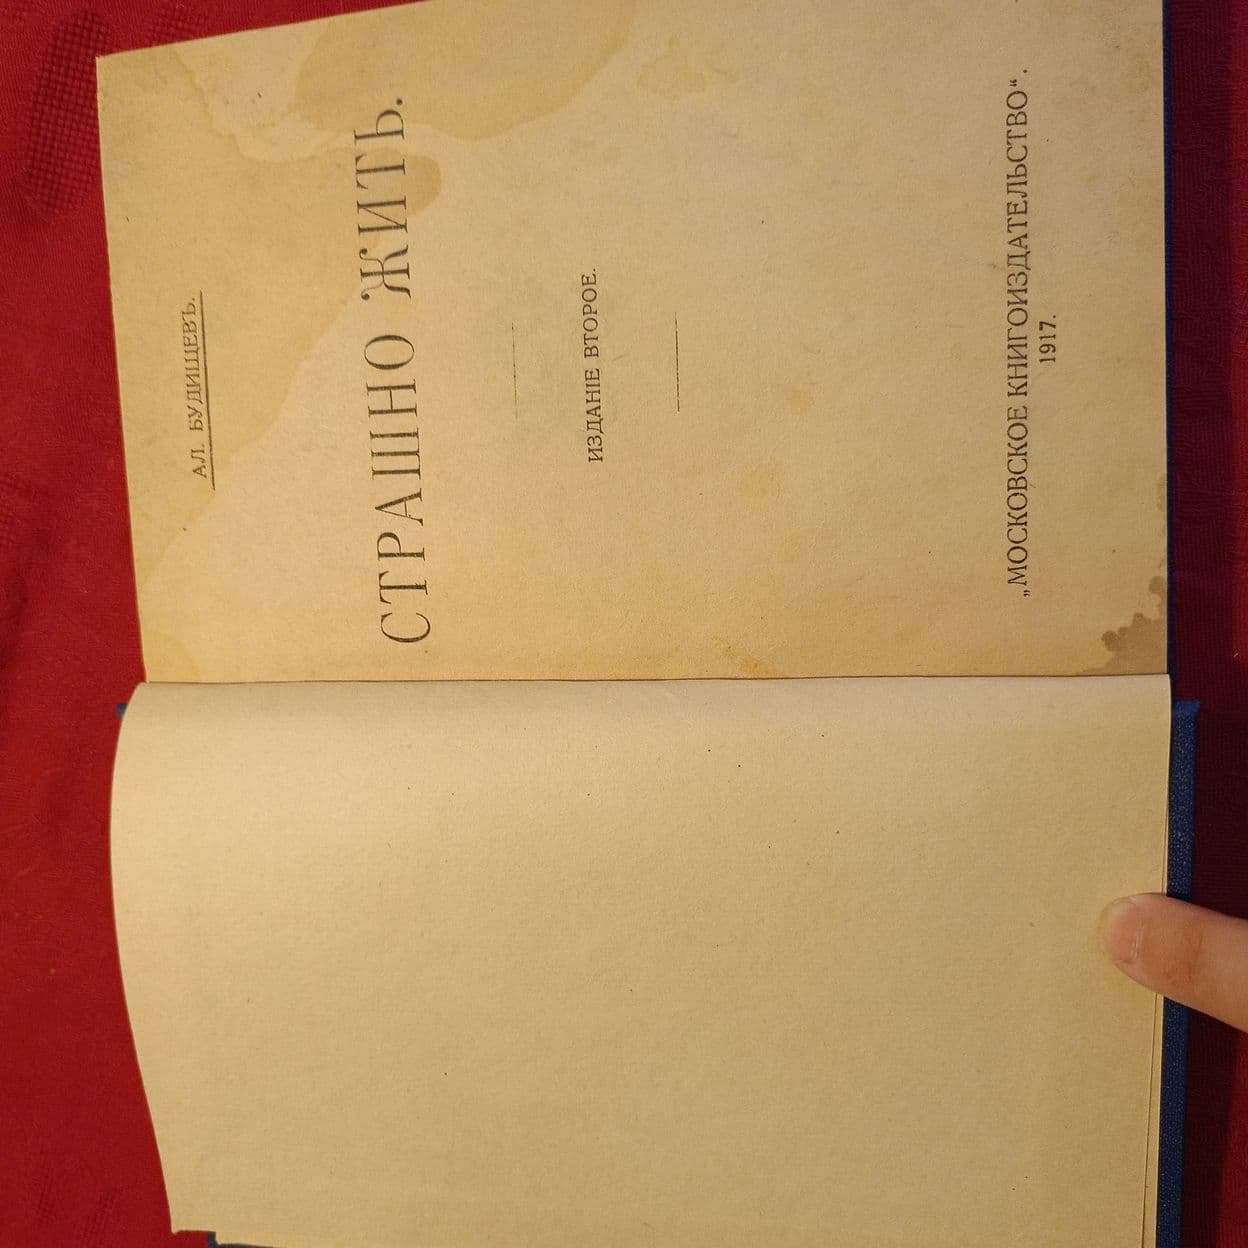 АЛ. БУДИЩЕВЪ.
СТРАШНО ЖИТЬ.
ИЗДАНІЕ ВТОРОЕ.
„МОСКОВСКОЕ КНИГОИЗДАТЕЛЬСТВО“.
1917.